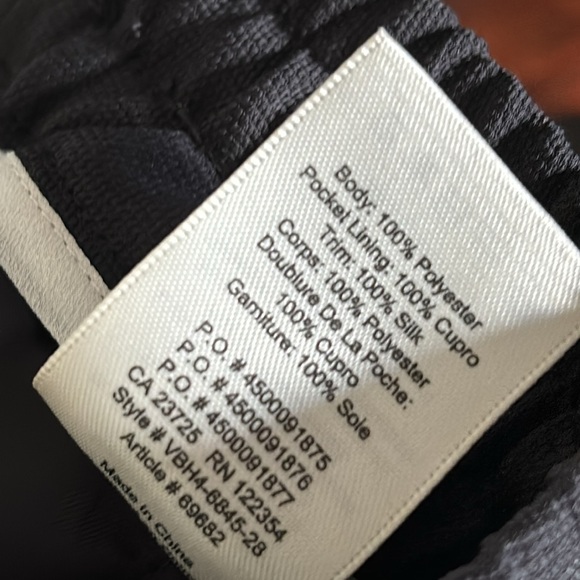 Body: 100% Polyester
Pocket Lining: 100% Cupro
Trim: 100% Silk
Corps: 100% Polyester
Doublure De La Poche:
100% Cupro
Garniture: 100% Sole
P.O. # 4500091875
P.O. # 4500091876
P.O. # 4500091877
CA 23725 RN 122354
Style # VBH4-6845-28
Article # 69682
Made in China